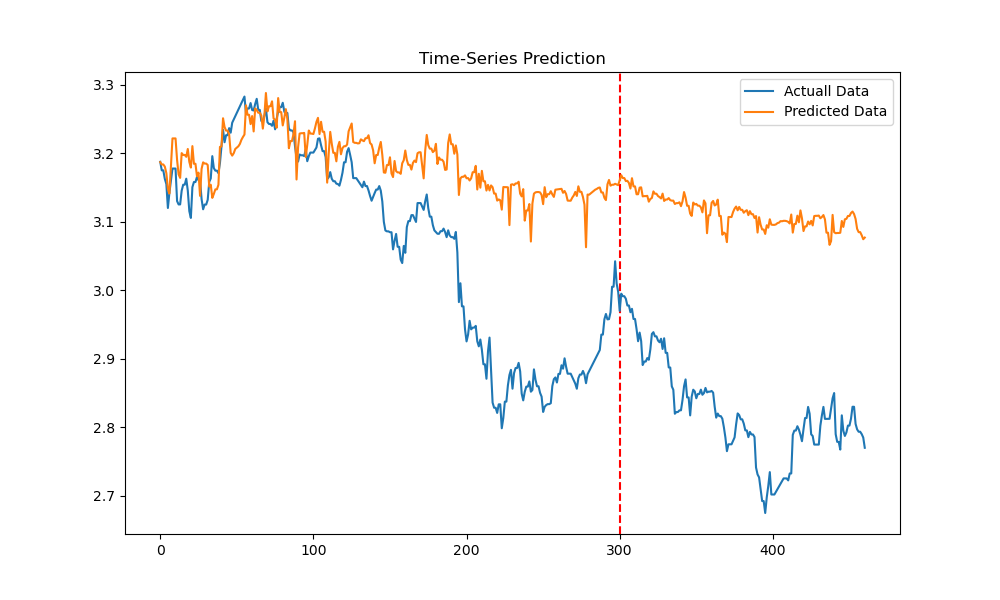 Time-Series Prediction
Actuall Data
Predicted Data
3.3
3.2
3.1
3.0
2.9
2.8
2.7
0 100 200 300 400